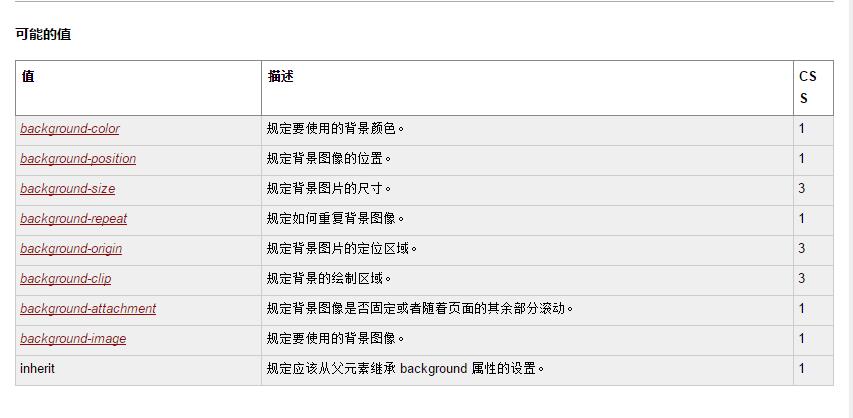 可能的值
值 描述 CSS
background-color 规定要使用的背景颜色。 1
background-position 规定背景图像的位置。 1
background-size 规定背景图片的尺寸。 3
background-repeat 规定如何重复背景图像。 1
background-origin 规定背景图片的定位区域。 3
background-clip 规定背景的绘制区域。 3
background-attachment 规定背景图像是否固定或者随着页面的其余部分滚动。 1
background-image 规定要使用的背景图像。 1
inherit 规定应该从父元素继承 background 属性的设置。 1